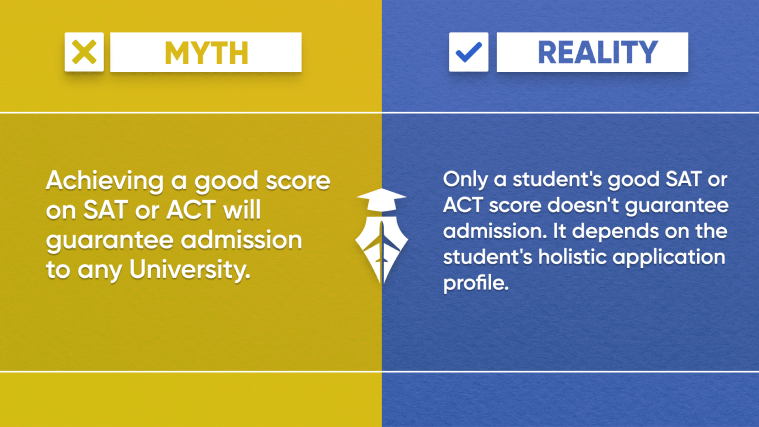 MYTH
Achieving a good score
on SAT or ACT will
guarantee admission
to any University.
REALITY
Only a student's good SAT or
ACT score doesn't guarantee
admission. It depends on the
student's holistic application
profile.